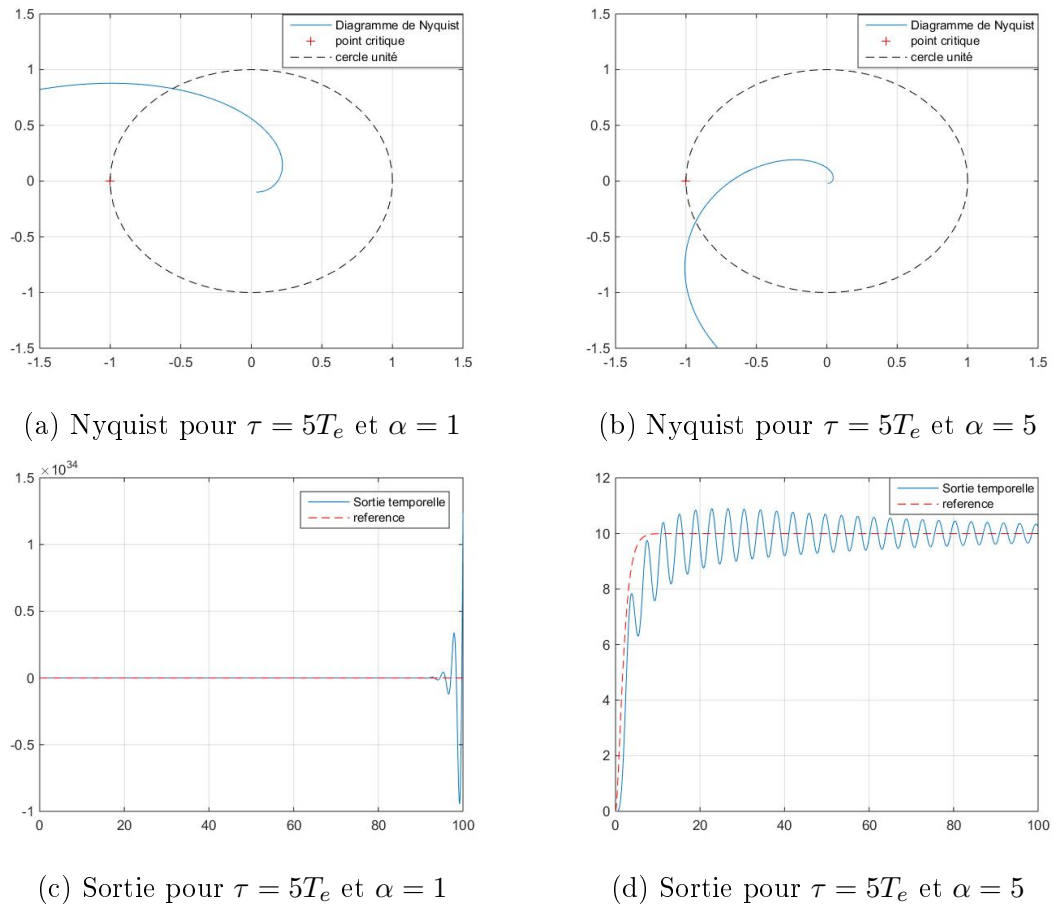 Diagramme de Nyquist
point critique
cercle unité
1.5
1
0.5
0
-0.5
-1
-1.5
-1.5 -1 -0.5 0 0.5 1 1.5
(a) Nyquist pour τ = 5Te et α = 1
Diagramme de Nyquist
point critique
cercle unité
1.5
1
0.5
0
-0.5
-1
-1.5
-1.5 -1 -0.5 0 0.5 1 1.5
(b) Nyquist pour τ = 5Te et α = 5
×10^34
Sortie temporelle
reference
1.5
1
0.5
0
-0.5
-1
0 20 40 60 80 100
(c) Sortie pour τ = 5Te et α = 1
Sortie temporelle
reference
12
10
8
6
4
2
0
0 20 40 60 80 100
(d) Sortie pour τ = 5Te et α = 5